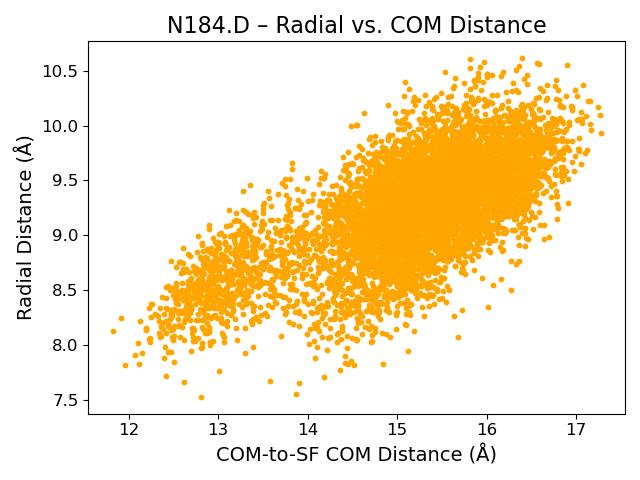 N184.D – Radial vs. COM Distance
Radial Distance (Å)
10.5
10.0
9.5
9.0
8.5
8.0
7.5
12 13 14 15 16 17
COM-to-SF COM Distance (Å)